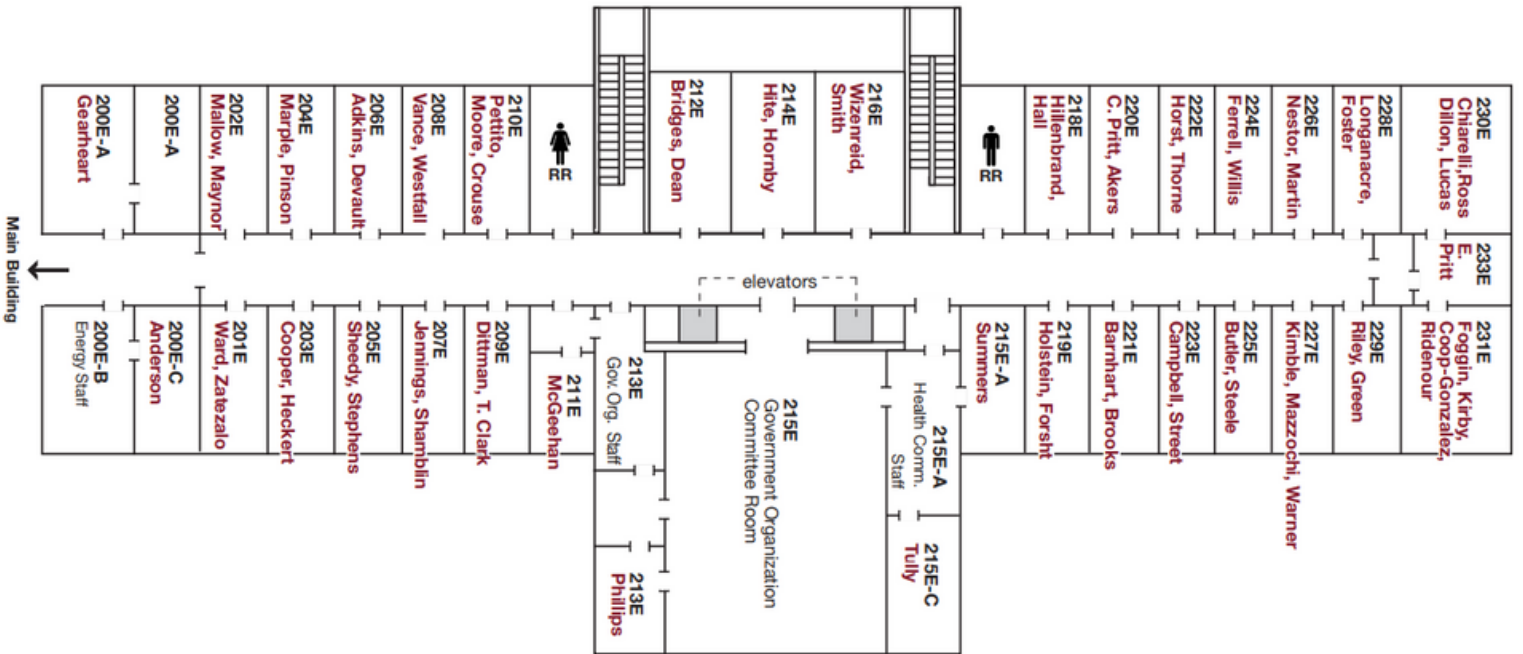 200E-A
Gearheart
200E-A
202E
Mallow, Maynor
204E
Marple, Pinson
206E
Adkins, Devault
208E
Vance, Westfall
210E
Pettito,
Moore, Crouse
RR
212E
Bridges, Dean
214E
Hite, Hornby
216E
Wizenreid,
Smith
RR
218E
Hillenbrand,
Hall
220E
C. Pritt, Akers
222E
Horst, Thorne
224E
Ferrell, Willis
226E
Nestor, Martin
228E
Longanacre,
Foster
230E
Chiarelli,Ross
Dillon, Lucas
233E
E.
Pritt
Main Building
elevators
200E-B
Energy Staff
200E-C
Anderson
201E
Ward, Zatezalo
203E
Cooper, Heckert
205E
Sheedy, Stephens
207E
Jennings, Shamblin
209E
Dittman, T. Clark
211E
McGeehan
213E
Gov. Org. Staff
213E
Phillips
215E
Government Organization
Committee Room
215E-A
Health Comm.
Staff
215E-C
Tully
215E-A
Summers
219E
Holstein, Forsht
221E
Barnhart, Brooks
223E
Campbell, Street
225E
Butler, Steele
227E
Kimble, Mazzochi, Warner
229E
Riley, Green
231E
Foggin, Kirby,
Coop-Gonzalez,
Ridenour